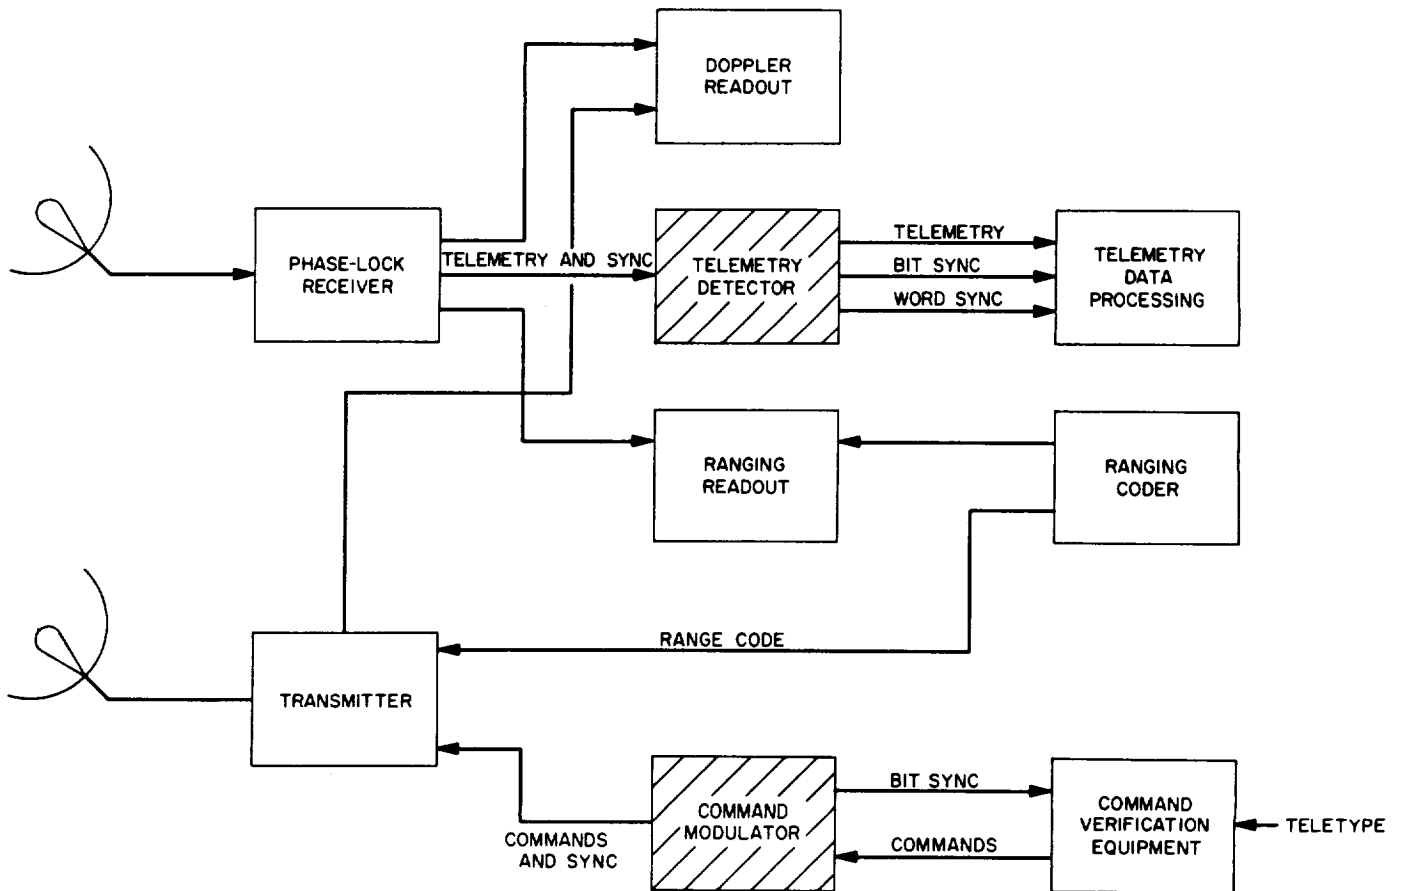 DOPPLER
READOUT
PHASE-LOCK
RECEIVER
TELEMETRY AND SYNC
TELEMETRY
DETECTOR
TELEMETRY
BIT SYNC
WORD SYNC
TELEMETRY
DATA
PROCESSING
RANGING
READOUT
RANGING
CODER
RANGE CODE
TRANSMITTER
COMMANDS
AND SYNC
COMMAND
MODULATOR
BIT SYNC
COMMANDS
COMMAND
VERIFICATION
EQUIPMENT
TELETYPE